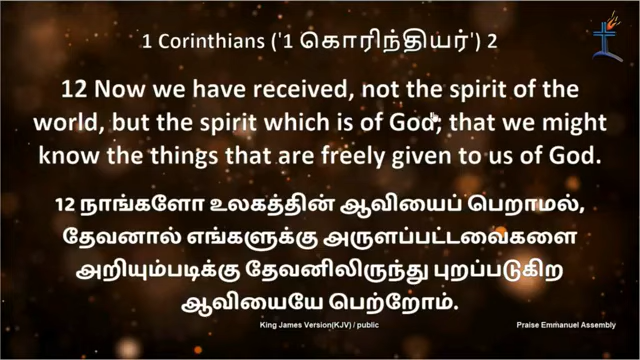 1 Corinthians ('1 கொரிந்தியர்') 2
12 Now we have received, not the spirit of the
world, but the spirit which is of God; that we might
know the things that are freely given to us of God.
12 நாங்களோ உலகத்தின் ஆவியைப் பெறாமல்,
தேவனால் எங்களுக்கு அருளப்பட்டவைகளை
அறியும்படிக்கு தேவனிலிருந்து புறப்படுகிற
ஆவியையே பெற்றோம்.
King James Version(KJV) / public
Praise Emmanuel Assembly